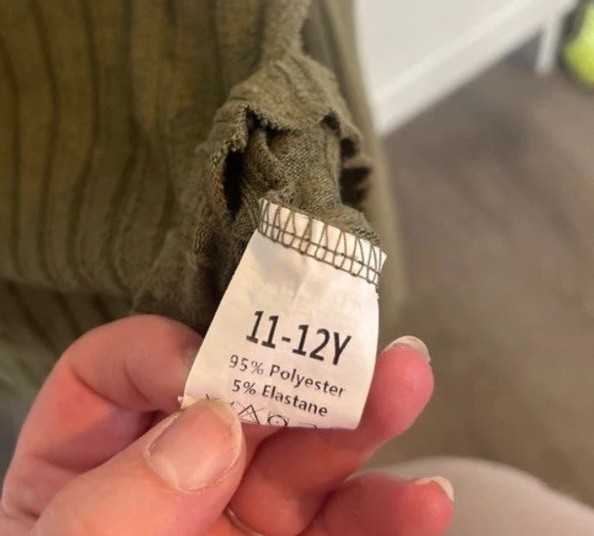 11-12Y
95% Polyester
5% Elastane